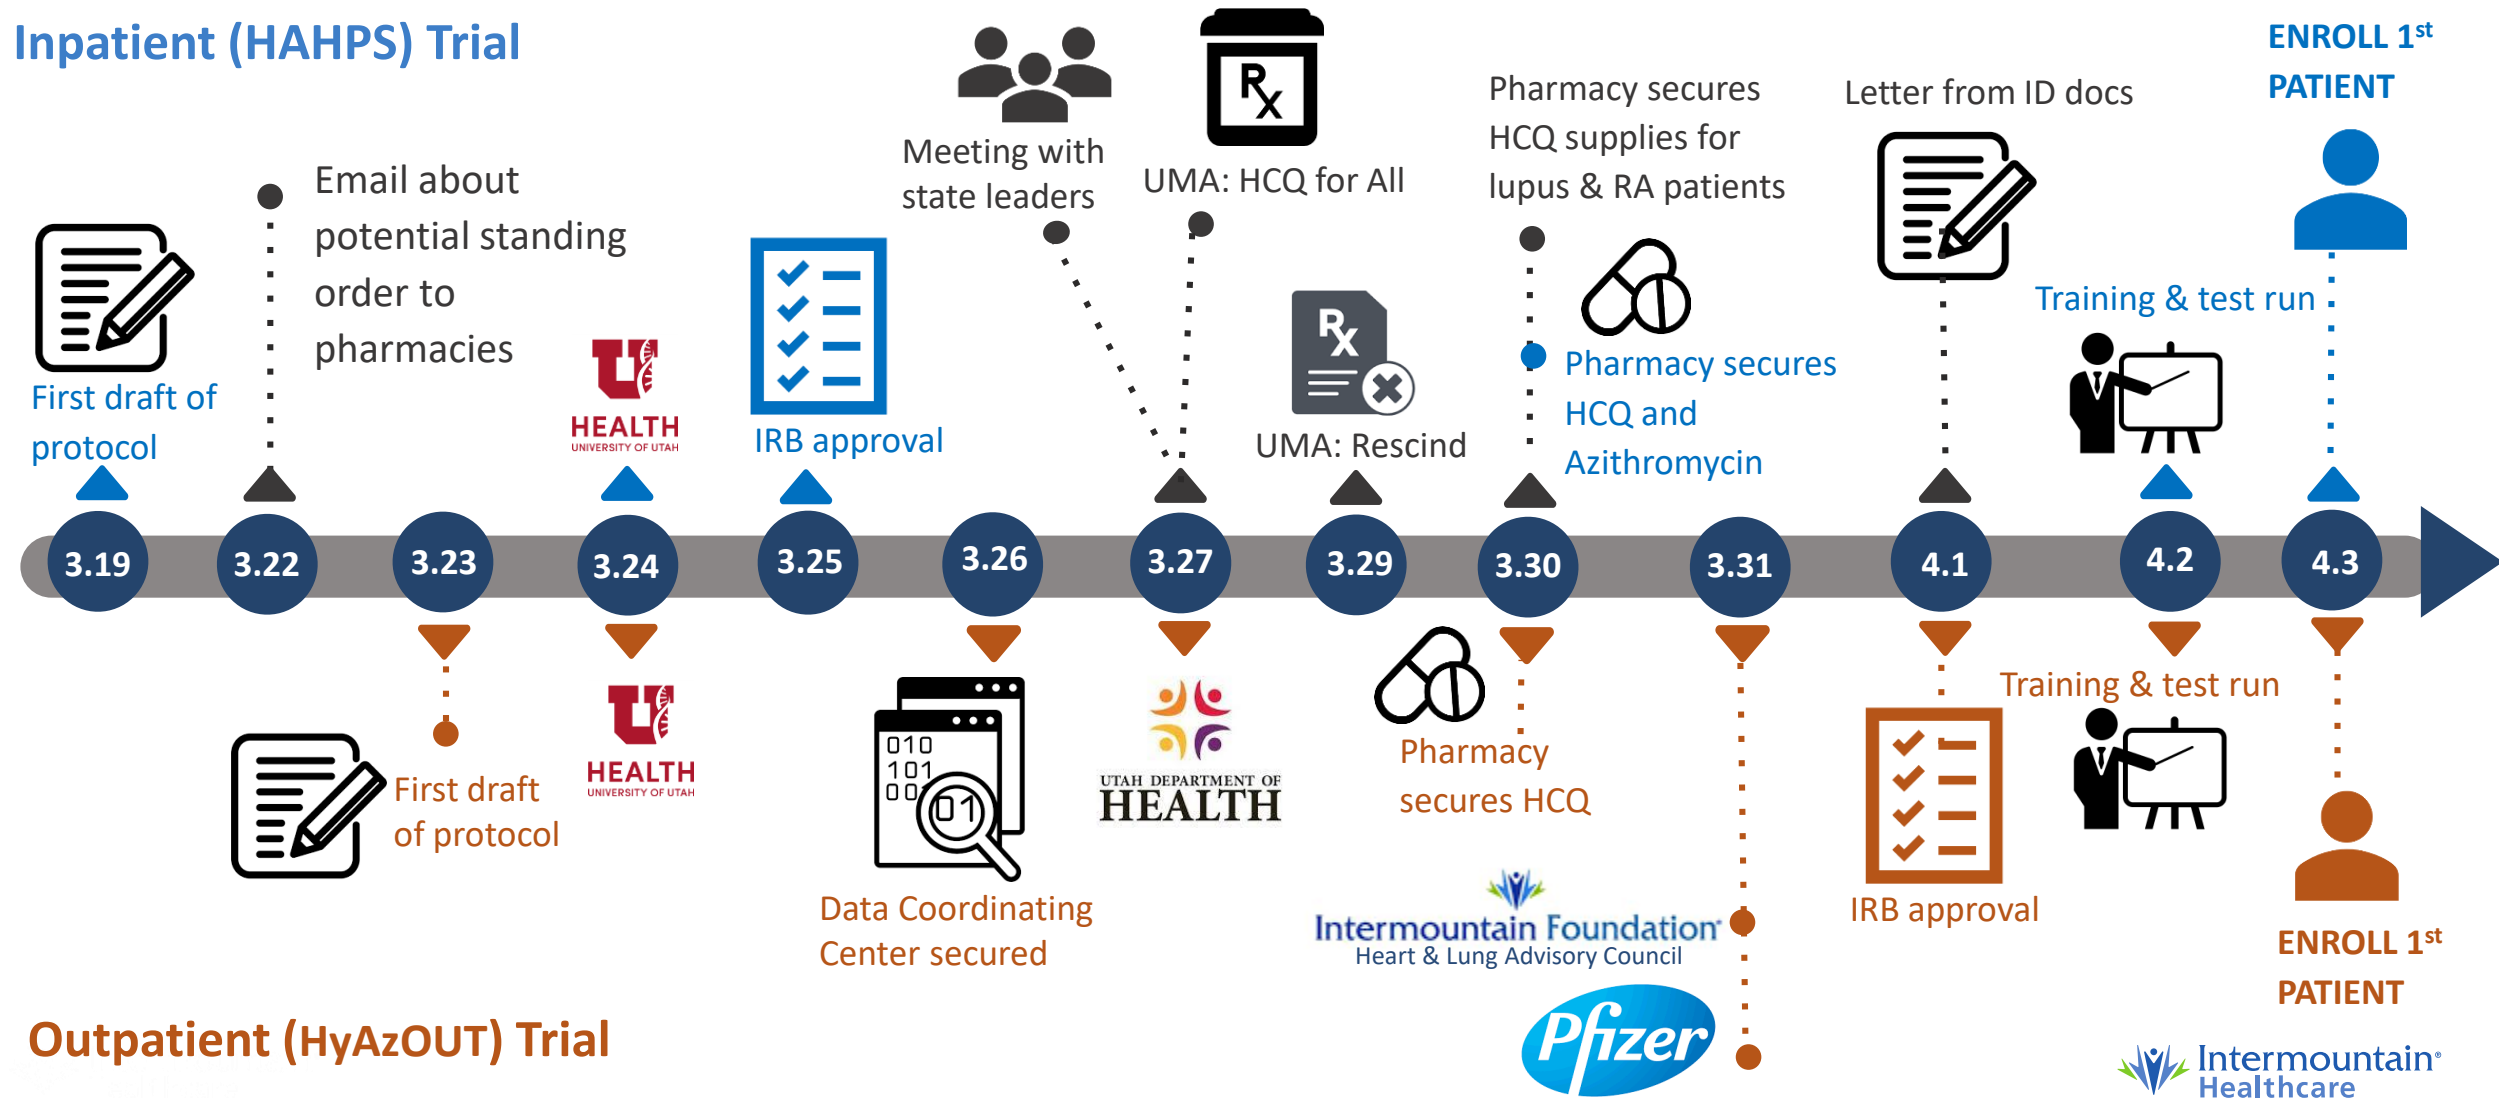 Inpatient (HAHPS) Trial
First draft of
protocol
Email about
potential standing
order to
pharmacies
HEALTH
UNIVERSITY OF UTAH
IRB approval
Meeting with
state leaders
Rx
UMA: HCQ for All
Rx
UMA: Rescind
Pharmacy secures
HCQ supplies for
lupus & RA patients
Pharmacy secures
HCQ and
Azithromycin
Letter from ID docs
Training & test run
ENROLL 1st
PATIENT
3.19
3.22
3.23
3.24
3.25
3.26
3.27
3.29
3.30
3.31
4.1
4.2
4.3
First draft
of protocol
HEALTH
UNIVERSITY OF UTAH
010
101
00
01
Data Coordinating
Center secured
UTAH DEPARTMENT OF
HEALTH
Pharmacy
secures HCQ
Intermountain Foundation
Heart & Lung Advisory Council
Pfizer
IRB approval
Training & test run
ENROLL 1st
PATIENT
Outpatient (HyAzOUT) Trial
Intermountain
Healthcare